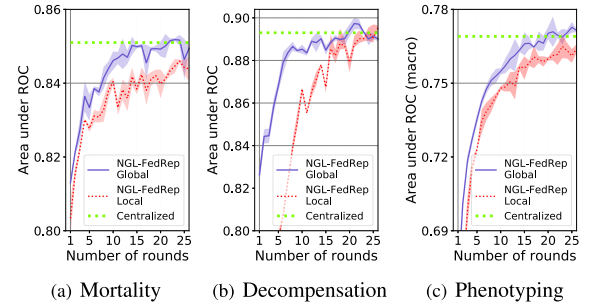 0.86
0.84
0.82
0.80
Area under ROC
NGL-FedRep
Global
NGL-FedRep
Local
Centralized
1 5 10 15 20 25
Number of rounds
(a) Mortality
0.90
0.88
0.86
0.84
0.82
0.80
Area under ROC
NGL-FedRep
Global
NGL-FedRep
Local
Centralized
1 5 10 15 20 25
Number of rounds
(b) Decompensation
0.78
0.75
0.72
0.69
Area under ROC (macro)
NGL-FedRep
Global
NGL-FedRep
Local
Centralized
1 5 10 15 20 25
Number of rounds
(c) Phenotyping